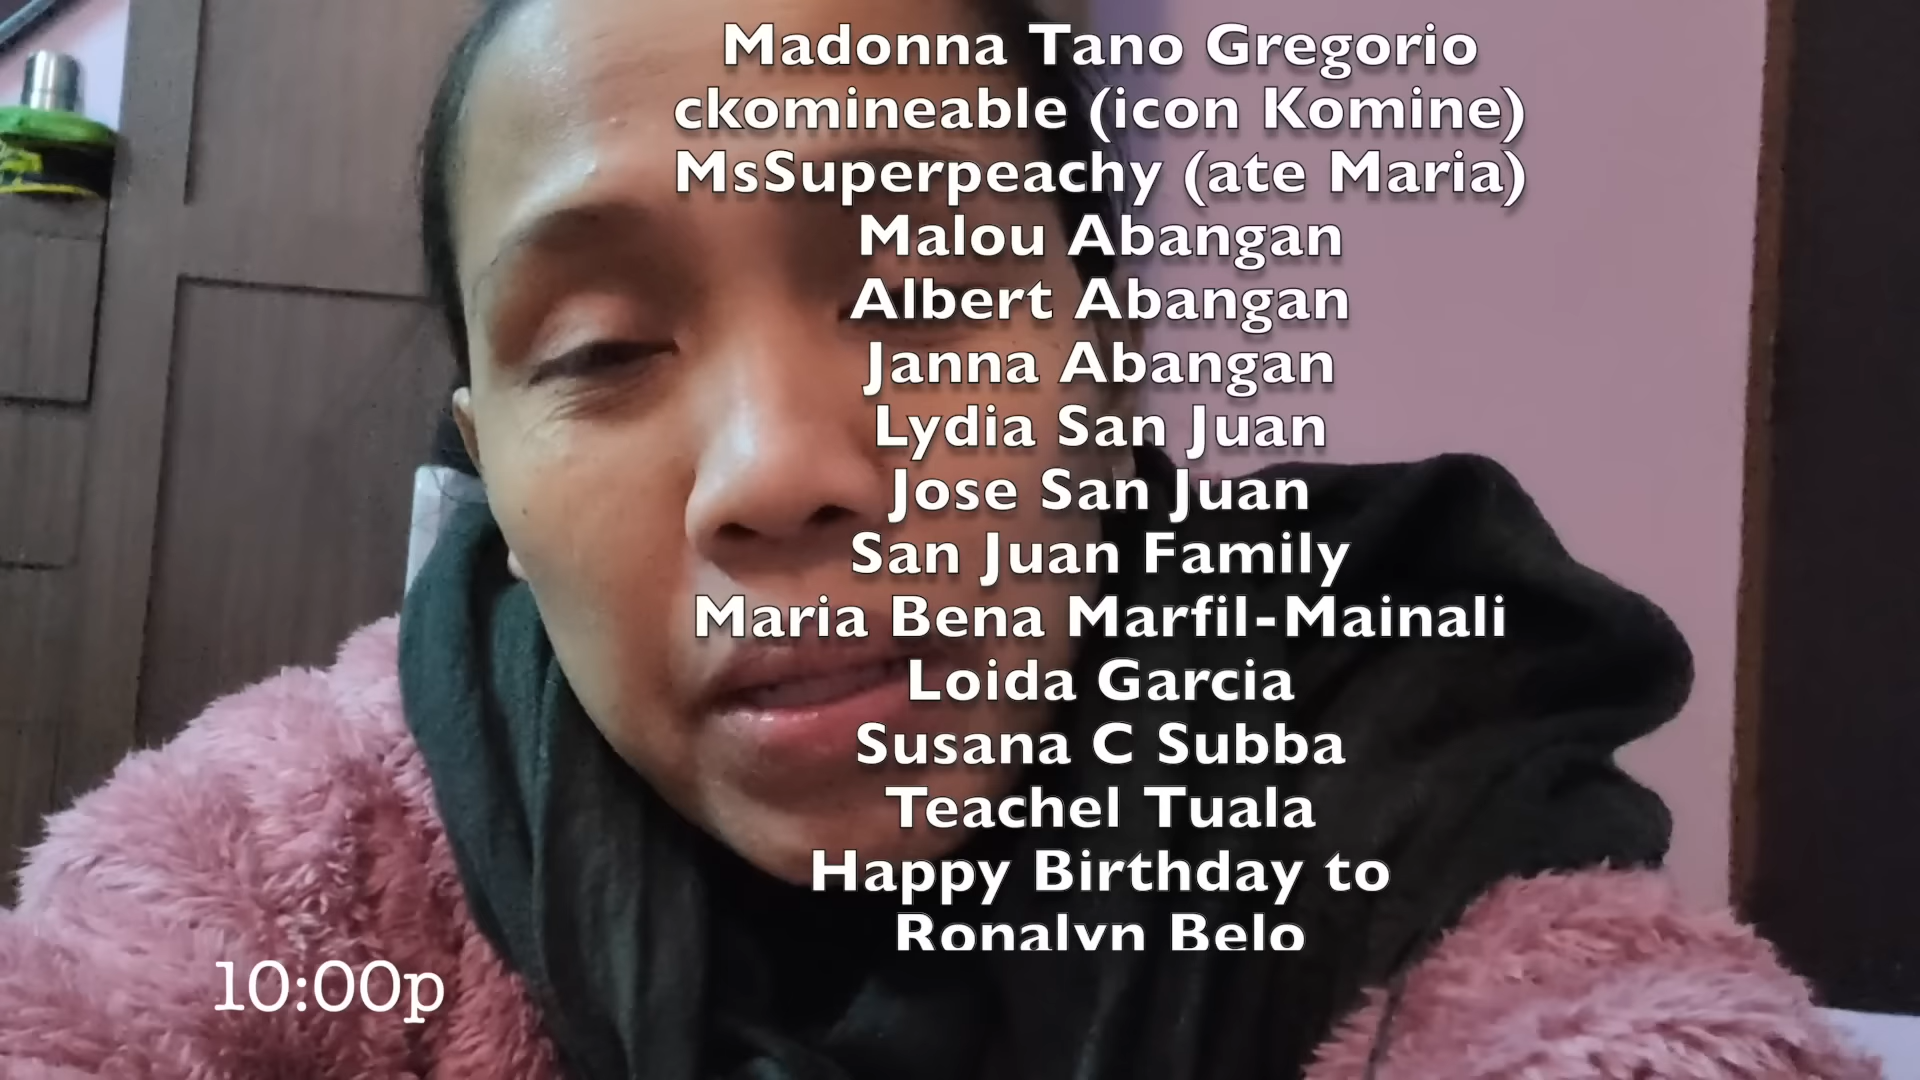 Madonna Tano Gregorio
ckomineable (icon Komine)
MsSuperpeachy (ate Maria)
Malou Abangan
Albert Abangan
Janna Abangan
Lydia San Juan
Jose San Juan
San Juan Family
Maria Bena Marfil-Mainali
Loida Garcia
Susana C Subba
Teachel Tuala
Happy Birthday to
Ronalyn Belo
10:00p